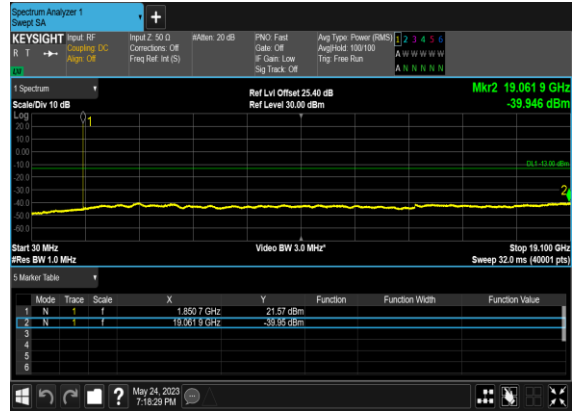 Spectrum Analyzer 1
Swept SA
+
KEYSIGHT Input: RF Input Z: 50 Ω #Atten: 20 dB PNO: Fast Avg Type: Power (RMS) 1 2 3 4 5 6
R T Coupling: DC Corrections: Off Gate: Off Avg|Hold: 100/100 A W W W W W
Align: Off Freq Ref: Int (S) IF Gain: Low Trig: Free Run
Sig Track: Off A N N N N N
1 Spectrum Ref Lvl Offset 25.40 dB Mkr2 19.061 9 GHz
Scale/Div 10 dB Ref Level 30.00 dBm -39.946 dBm
Log
1
20.0
10.0
0.00
-10.0
DL1 -13.00 dBm
-20.0
-30.0
2
-40.0
-50.0
-60.0
Start 30 MHz Video BW 3.0 MHz* Stop 19.100 GHz
#Res BW 1.0 MHz Sweep 32.0 ms (40001 pts)
5 Marker Table
Mode Trace Scale X Y Function Function Width Function Value
1 N 1 f 1.850 7 GHz 21.57 dBm
2 N 1 f 19.061 9 GHz -39.95 dBm
3
4
5
6
? May 24, 2023
7:18:29 PM